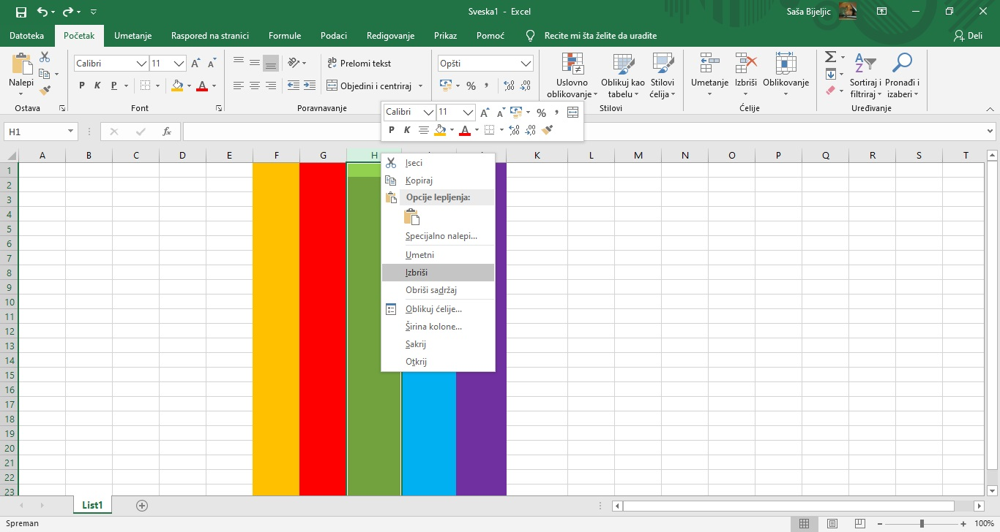 Sveska1 - Excel
Saša Bijeljic
Datoteka Početak Umetanje Raspored na stranici Formule Podaci Redigovanje Prikaz Pomoć Recite mi šta želite da uradite Deli
Nalepi
Ostava
Calibri 11
P K P
Font
Prelomi tekst
Objedini i centriraj
Poravnavanje
Opšti
%
Uslovno oblikovanje
Oblikuj kao tabelu
Stilovi ćelija
Stilovi
Umetanje
Izbriši
Oblikovanje
Ćelije
Sortiraj i filtriraj
Pronađi i izaberi
Uređivanje
Calibri 11 %
P K
H1
fx
A B C D E F G H K L M N O P Q R S T
1
2
3
4
5
6
7
8
9
10
11
12
13
14
15
16
17
18
19
20
21
22
23
Iseci
Kopiraj
Opcije lepljenja:
Specijalno nalepi...
Umetni
Izbriši
Obriši sadržaj
Oblikuj ćelije...
Širina kolone...
Sakrij
Otkrij
List1
Spreman
100%